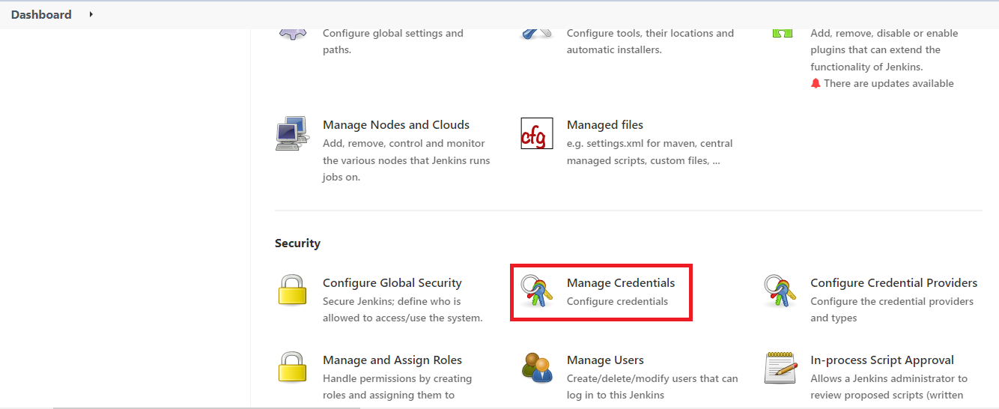 Dashboard
Configure global settings and
paths.
Configure tools, their locations and
automatic installers.
Add, remove, disable or enable
plugins that can extend the
functionality of Jenkins.
There are updates available
Manage Nodes and Clouds
Add, remove, control and monitor
the various nodes that Jenkins runs
jobs on.
cfg
Managed files
e.g. settings.xml for maven, central
managed scripts, custom files, ...
Security
Configure Global Security
Secure Jenkins; define who is
allowed to access/use the system.
Manage Credentials
Configure credentials
Configure Credential Providers
Configure the credential providers
and types
Manage and Assign Roles
Handle permissions by creating
roles and assigning them to
Manage Users
Create/delete/modify users that can
log in to this Jenkins
In-process Script Approval
Allows a Jenkins administrator to
review proposed scripts (written